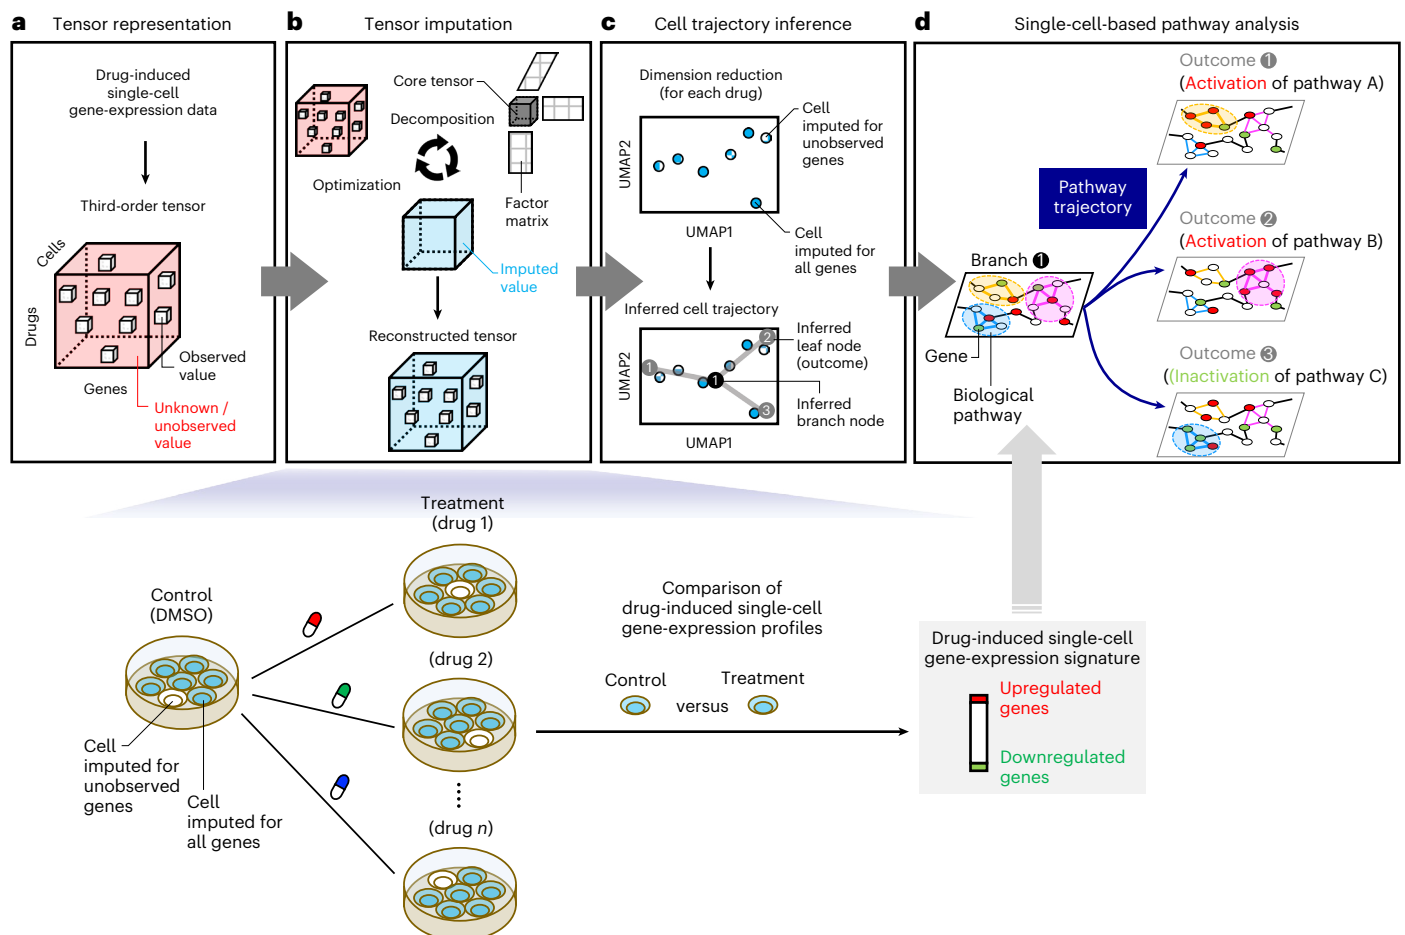 a Tensor representation
Drug-induced
single-cell
gene-expression data
Third-order tensor
Cells
Drugs
Genes
Observed
value
Unknown /
unobserved
value
b Tensor imputation
Core tensor
Decomposition
Optimization
Factor
matrix
Imputed
value
Reconstructed tensor
c Cell trajectory inference
Dimension reduction
(for each drug)
UMAP2
UMAP1
Cell
imputed for
unobserved
genes
Cell
imputed for
all genes
Inferred cell trajectory
UMAP2
1
1
2
3
UMAP1
Inferred
leaf node
(outcome)
Inferred
branch node
d Single-cell-based pathway analysis
Outcome 1
(Activation of pathway A)
Pathway
trajectory
Outcome 2
(Activation of pathway B)
Branch 1
Gene
Biological
pathway
Outcome 3
((Inactivation of pathway C)
Treatment
(drug 1)
Control
(DMSO)
(drug 2)
(drug n)
Cell
imputed for
unobserved
genes
Cell
imputed for
all genes
Comparison of
drug-induced single-cell
gene-expression profiles
Control
versus
Treatment
Drug-induced single-cell
gene-expression signature
Upregulated
genes
Downregulated
genes